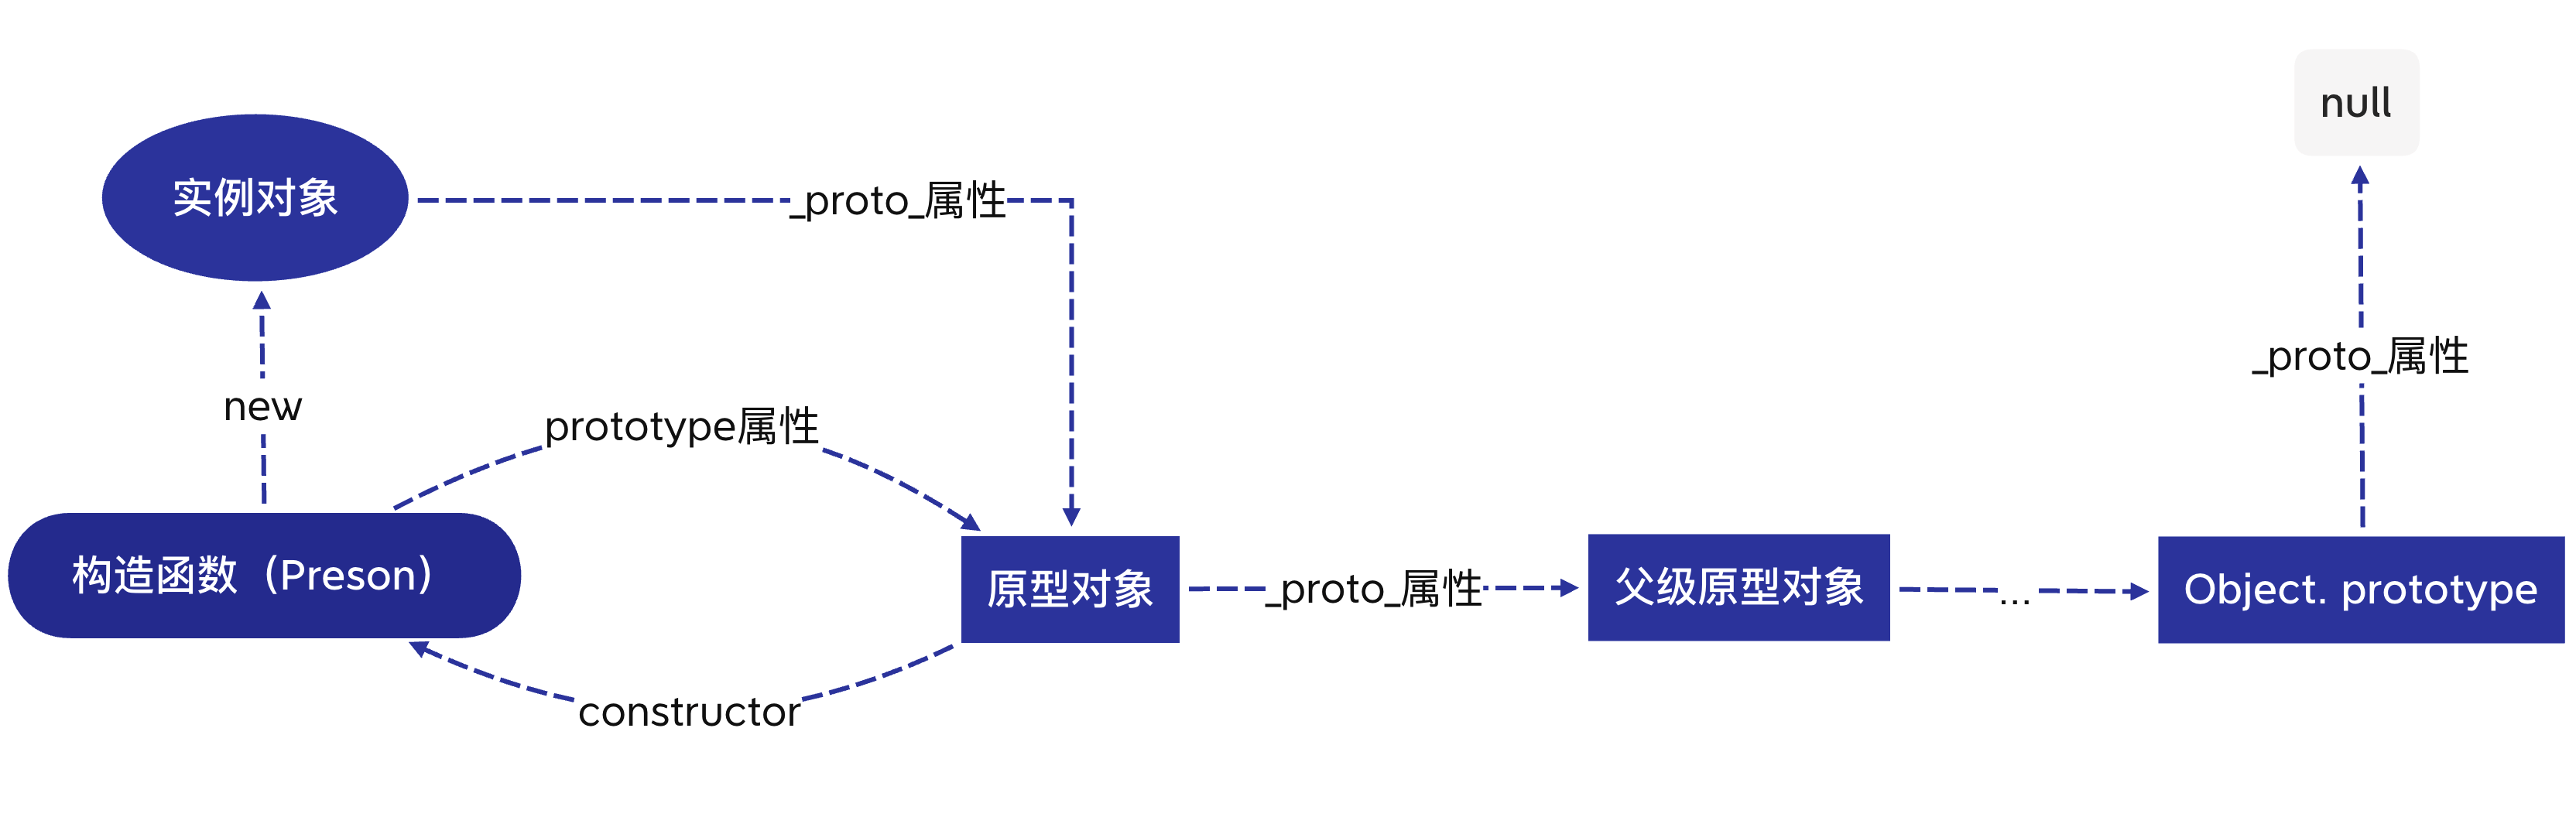 null
实例对象
_proto_属性
_proto_属性
new
prototype属性
构造函数（Preson）
原型对象
_proto_属性
父级原型对象
...
Object. prototype
constructor